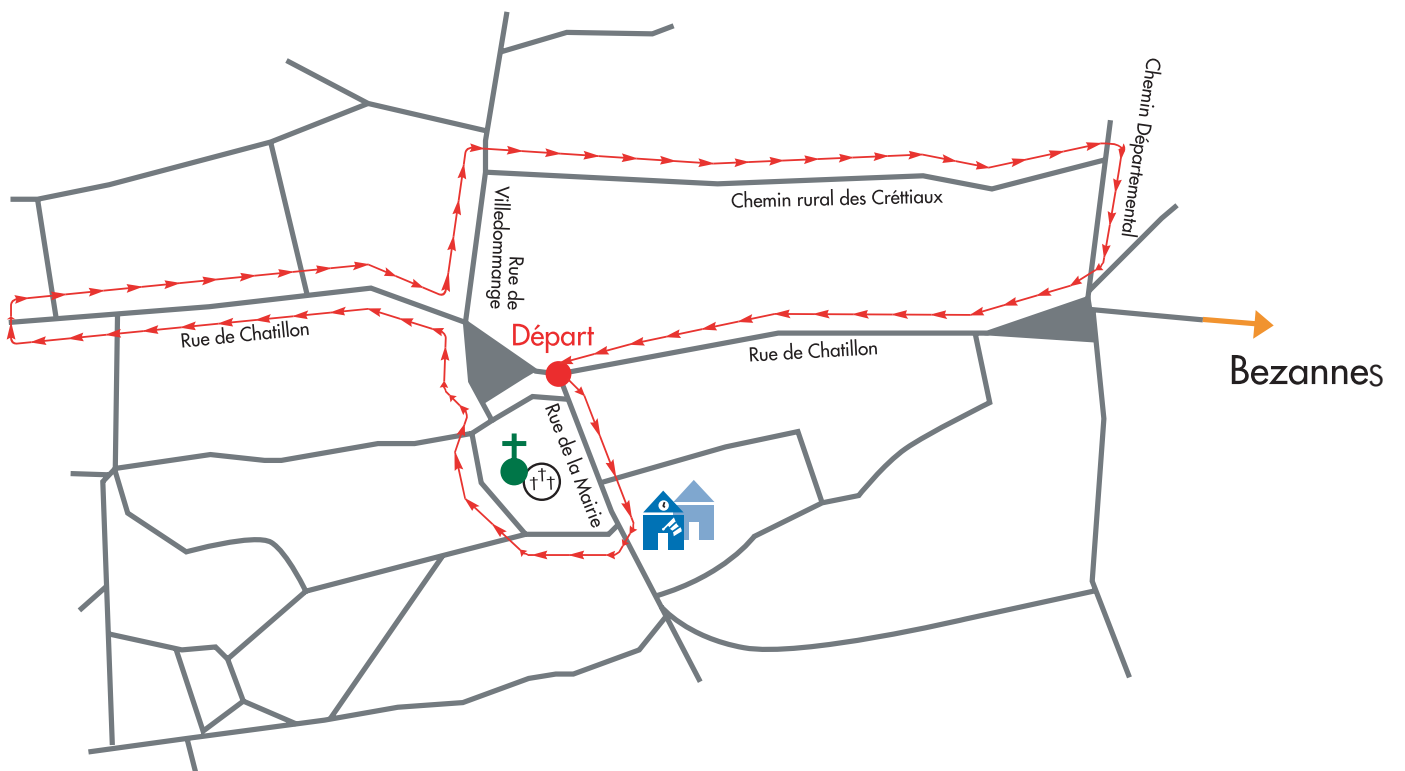 Chemin Départemental
Chemin rural des Créttiaux
Rue de
Villedommange
Départ
Rue de Chatillon
Rue de Chatillon
Bezannes
Rue de la Mairie